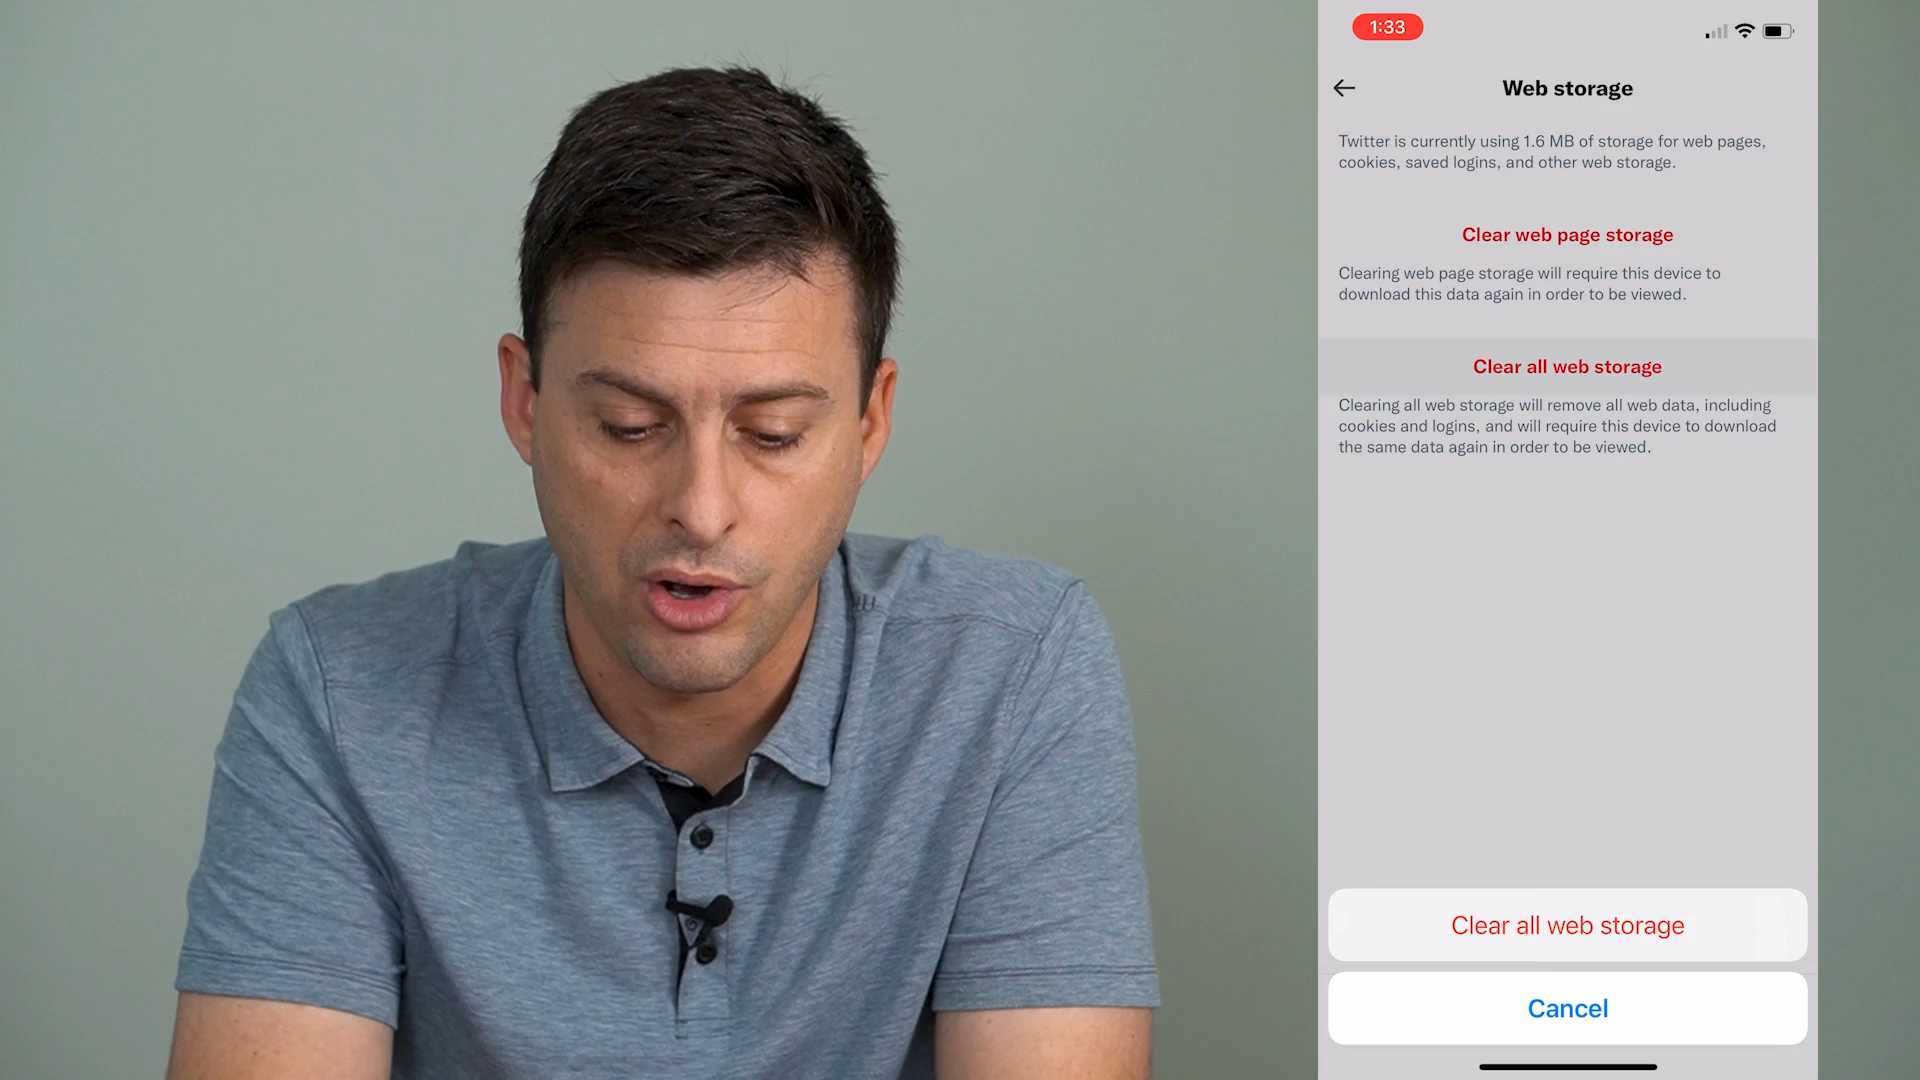 1:33
Web storage
Twitter is currently using 1.6 MB of storage for web pages,
cookies, saved logins, and other web storage.
Clear web page storage
Clearing web page storage will require this device to
download this data again in order to be viewed.
Clear all web storage
Clearing all web storage will remove all web data, including
cookies and logins, and will require this device to download
the same data again in order to be viewed.
Clear all web storage
Cancel